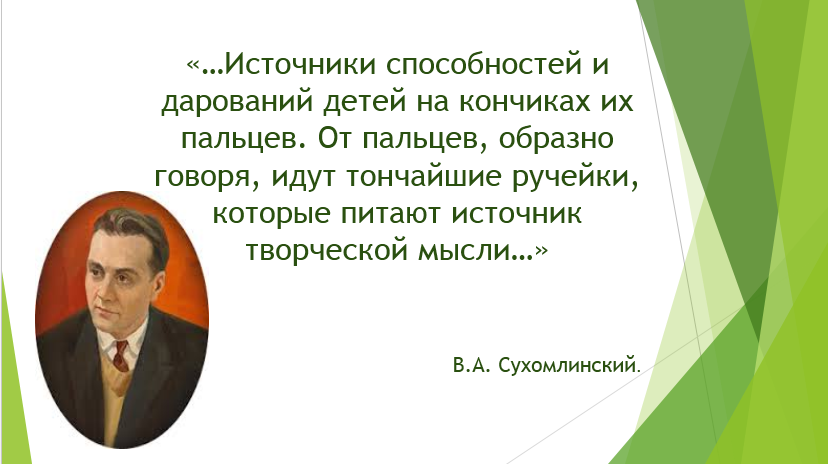 «…Источники способностей и
дарований детей на кончиках их
пальцев. От пальцев, образно
говоря, идут тончайшие ручейки,
которые питают источник
творческой мысли…»
В.А. Сухомлинский.